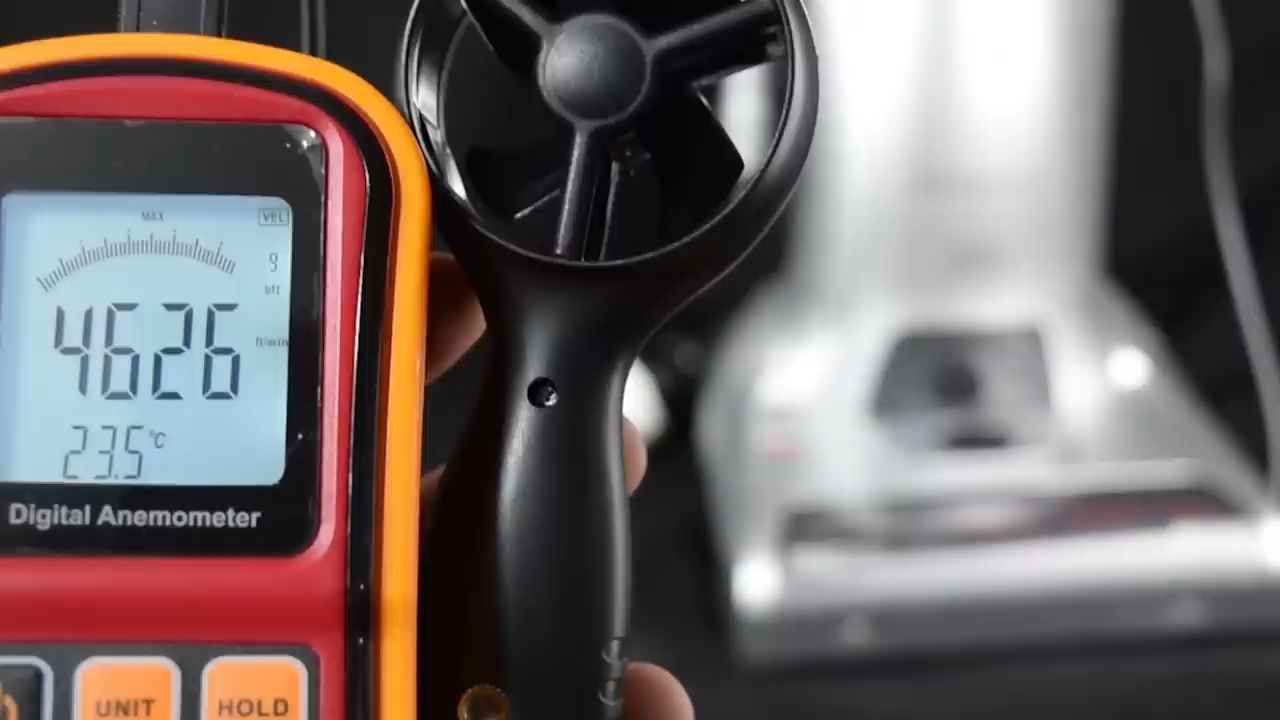 MAX
VEL
9
bft
4626
ft/min
23.5°C
Digital Anemometer
UNIT
HOLD